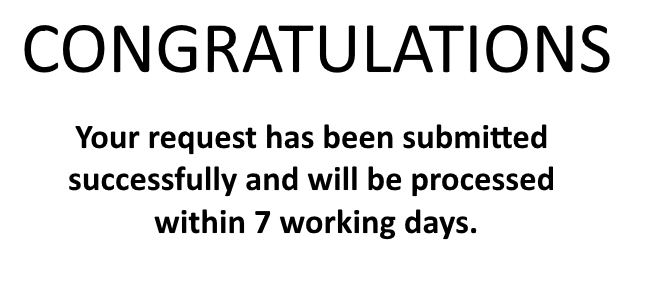 CONGRATULATIONS
Your request has been submitted
successfully and will be processed
within 7 working days.